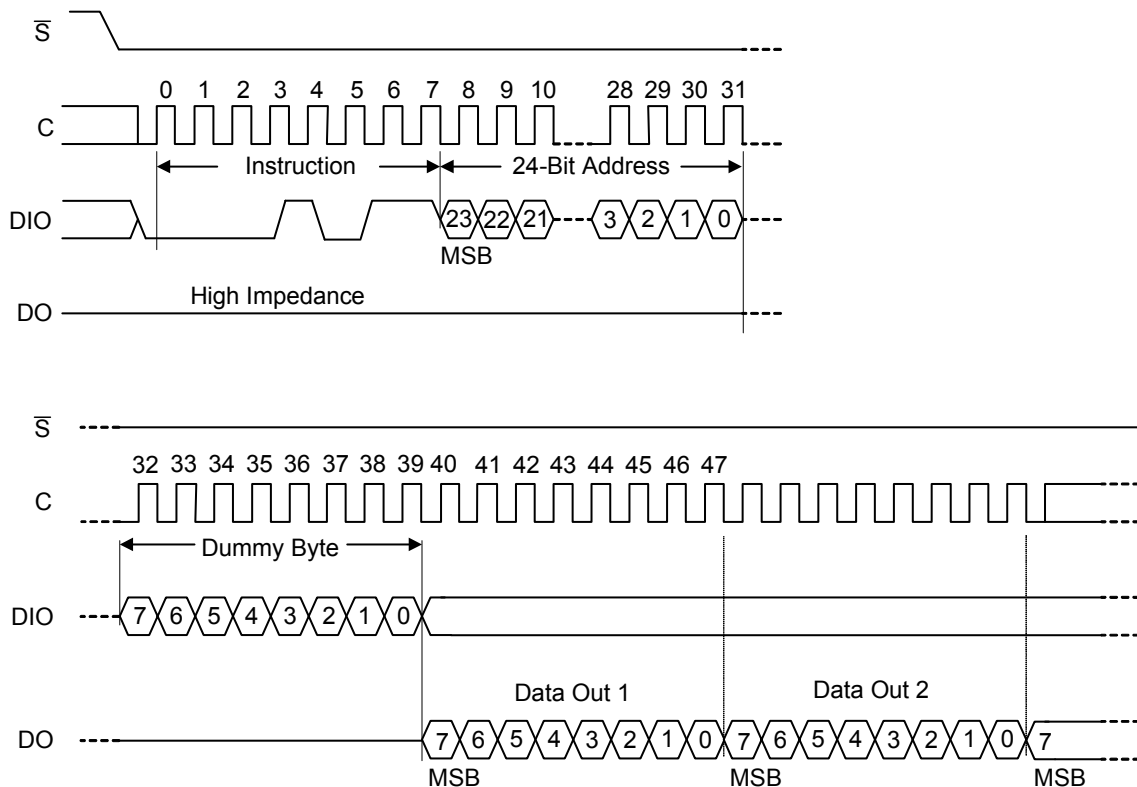 S̅
0 1 2 3 4 5 6 7 8 9 10 28 29 30 31
C
Instruction 24-Bit Address
DIO 23 22 21 3 2 1 0
MSB
High Impedance
DO
S̅
32 33 34 35 36 37 38 39 40 41 42 43 44 45 46 47
C
Dummy Byte
DIO 7 6 5 4 3 2 1 0
Data Out 1 Data Out 2
DO 7 6 5 4 3 2 1 0 7 6 5 4 3 2 1 0 7
MSB MSB MSB